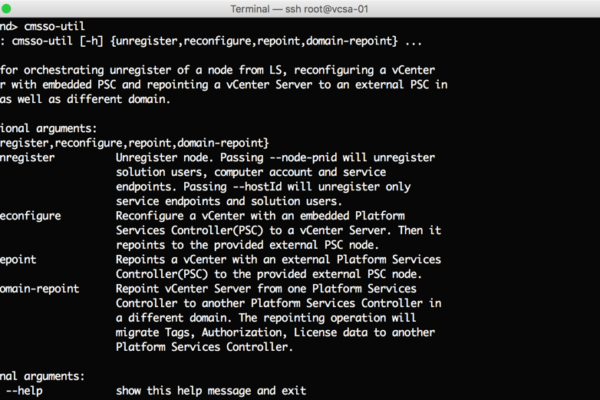 Terminal — ssh root@vcsa-01
nd> cmsso-util
: cmsso-util [-h] {unregister,reconfigure,repoint,domain-repoint} ...
for orchestrating unregister of a node from LS, reconfiguring a vCenter
r with embedded PSC and repointing a vCenter Server to an external PSC in
as well as different domain.
ional arguments:
register,reconfigure,repoint,domain-repoint}
nregister Unregister node. Passing --node-pnid will unregister
solution users, computer account and service
endpoints. Passing --hostId will unregister only
service endpoints and solution users.
econfigure Reconfigure a vCenter with an embedded Platform
Services Controller(PSC) to a vCenter Server. Then it
repoints to the provided external PSC node.
epoint Repoints a vCenter with an external Platform Services
Controller(PSC) to the provided external PSC node.
omain-repoint Repoint vCenter Server from one Platform Services
Controller to another Platform Services Controller in
a different domain. The repointing operation will
migrate Tags, Authorization, License data to another
Platform Services Controller.
nal arguments:
--help show this help message and exit